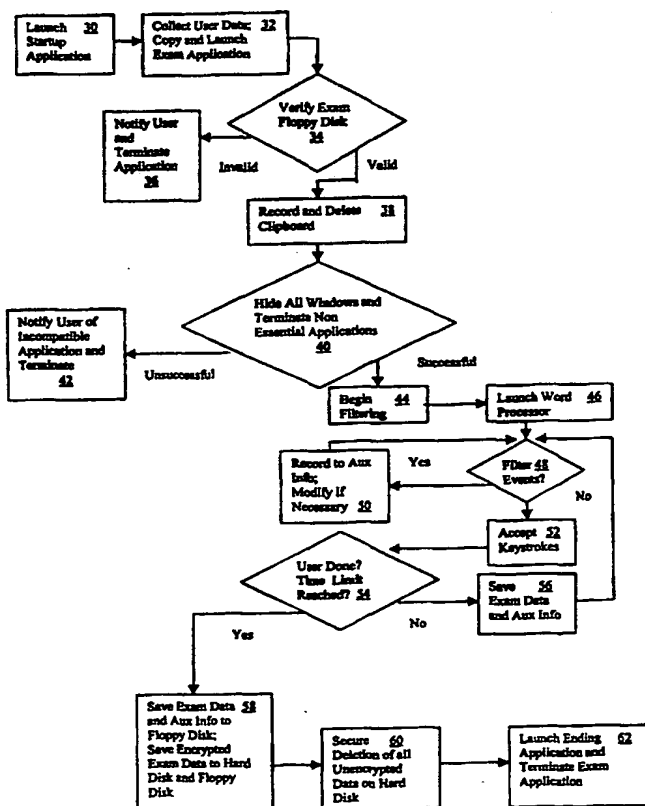 Launch 30
Startup
Application
Collect User Data; 32
Copy and Launch
Exam Application
Verify Exam
Floppy Disk
34
Notify User
and
Terminate
Application
36
Invalid
Valid
Record and Delete 38
Clipboard
Hide All Windows and
Terminate Non
Essential Applications
40
Notify User of
Incompatible
Application and
Terminate
42
Unsuccessful
Successful
Begin 44
Filtering
Launch Word 46
Processor
Filter 48
Events?
Yes
No
Record to Aux
Info;
Modify if
Necessary 50
Accept 52
Keystrokes
User Done?
Time Limit
Reached? 54
Save 56
Exam Data
and Aux Info
Yes
No
Save Exam Data 58
and Aux Info to
Floppy Disk;
Save Encrypted
Exam Data to Hard
Disk and Floppy
Disk
Secure 60
Deletion of all
Unencrypted
Data on Hard
Disk
Launch Ending 62
Application and
Terminate Exam
Application